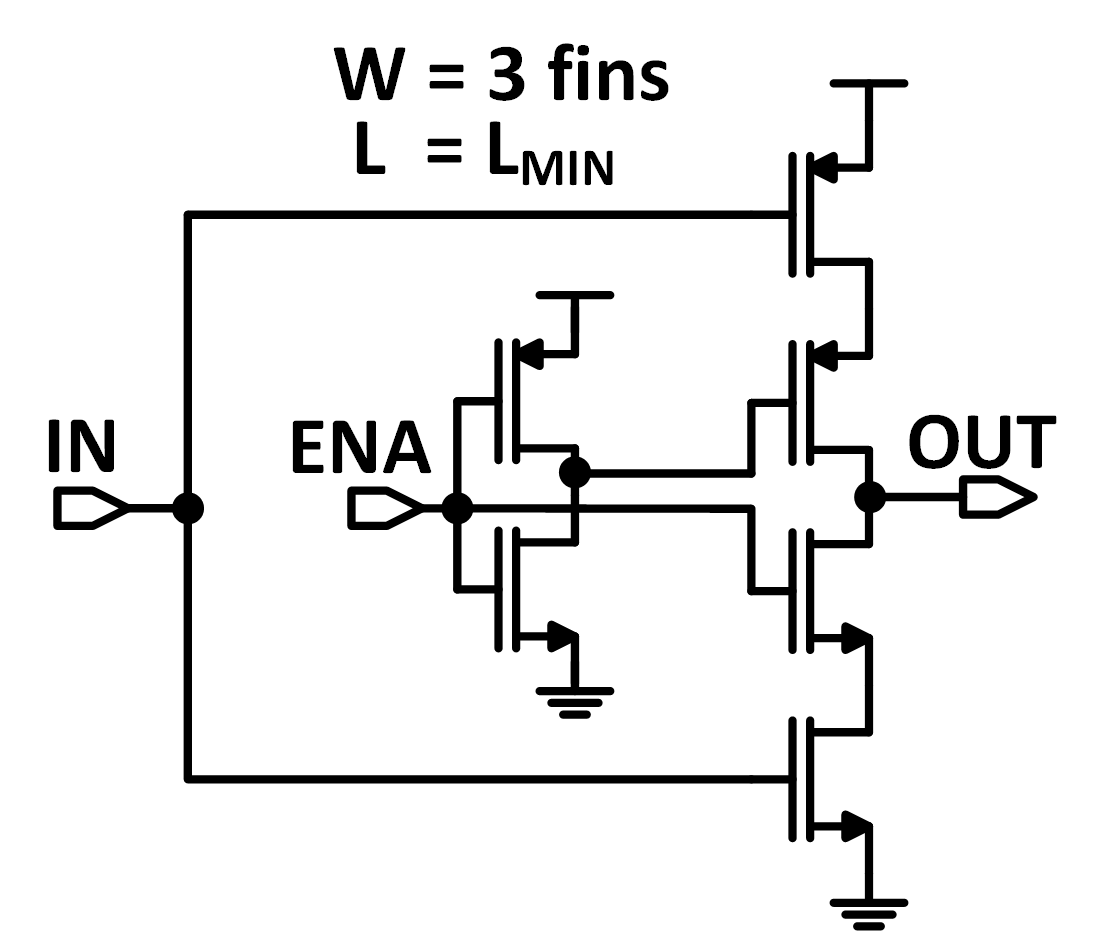 W = 3 fins
L = LMIN
IN
ENA
OUT